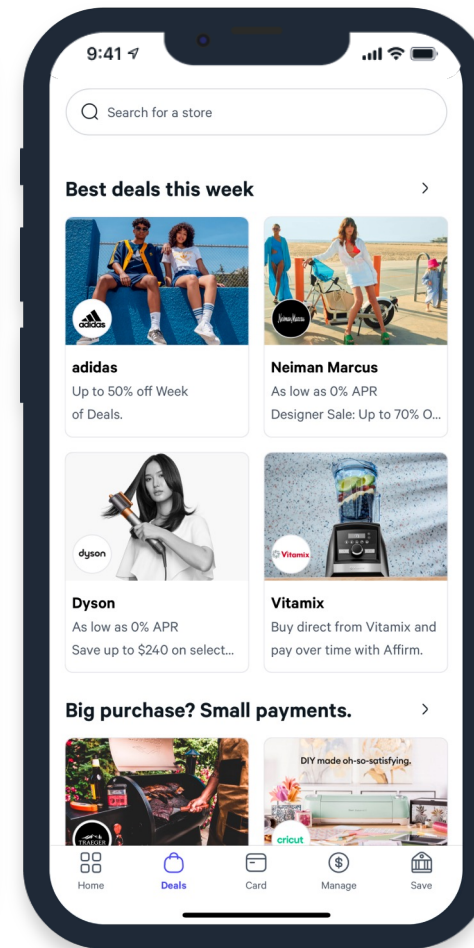 9:41
Search for a store
Best deals this week
adidas
Neiman Marcus
adidas
Up to 50% off Week
of Deals.
Neiman Marcus
As low as 0% APR
Designer Sale: Up to 70% O...
dyson
Vitamix
Dyson
As low as 0% APR
Save up to $240 on select...
Vitamix
Buy direct from Vitamix and
pay over time with Affirm.
Big purchase? Small payments.
DIY made oh-so-satisfying.
TRAEGER
cricut
Home
Deals
Card
Manage
Save